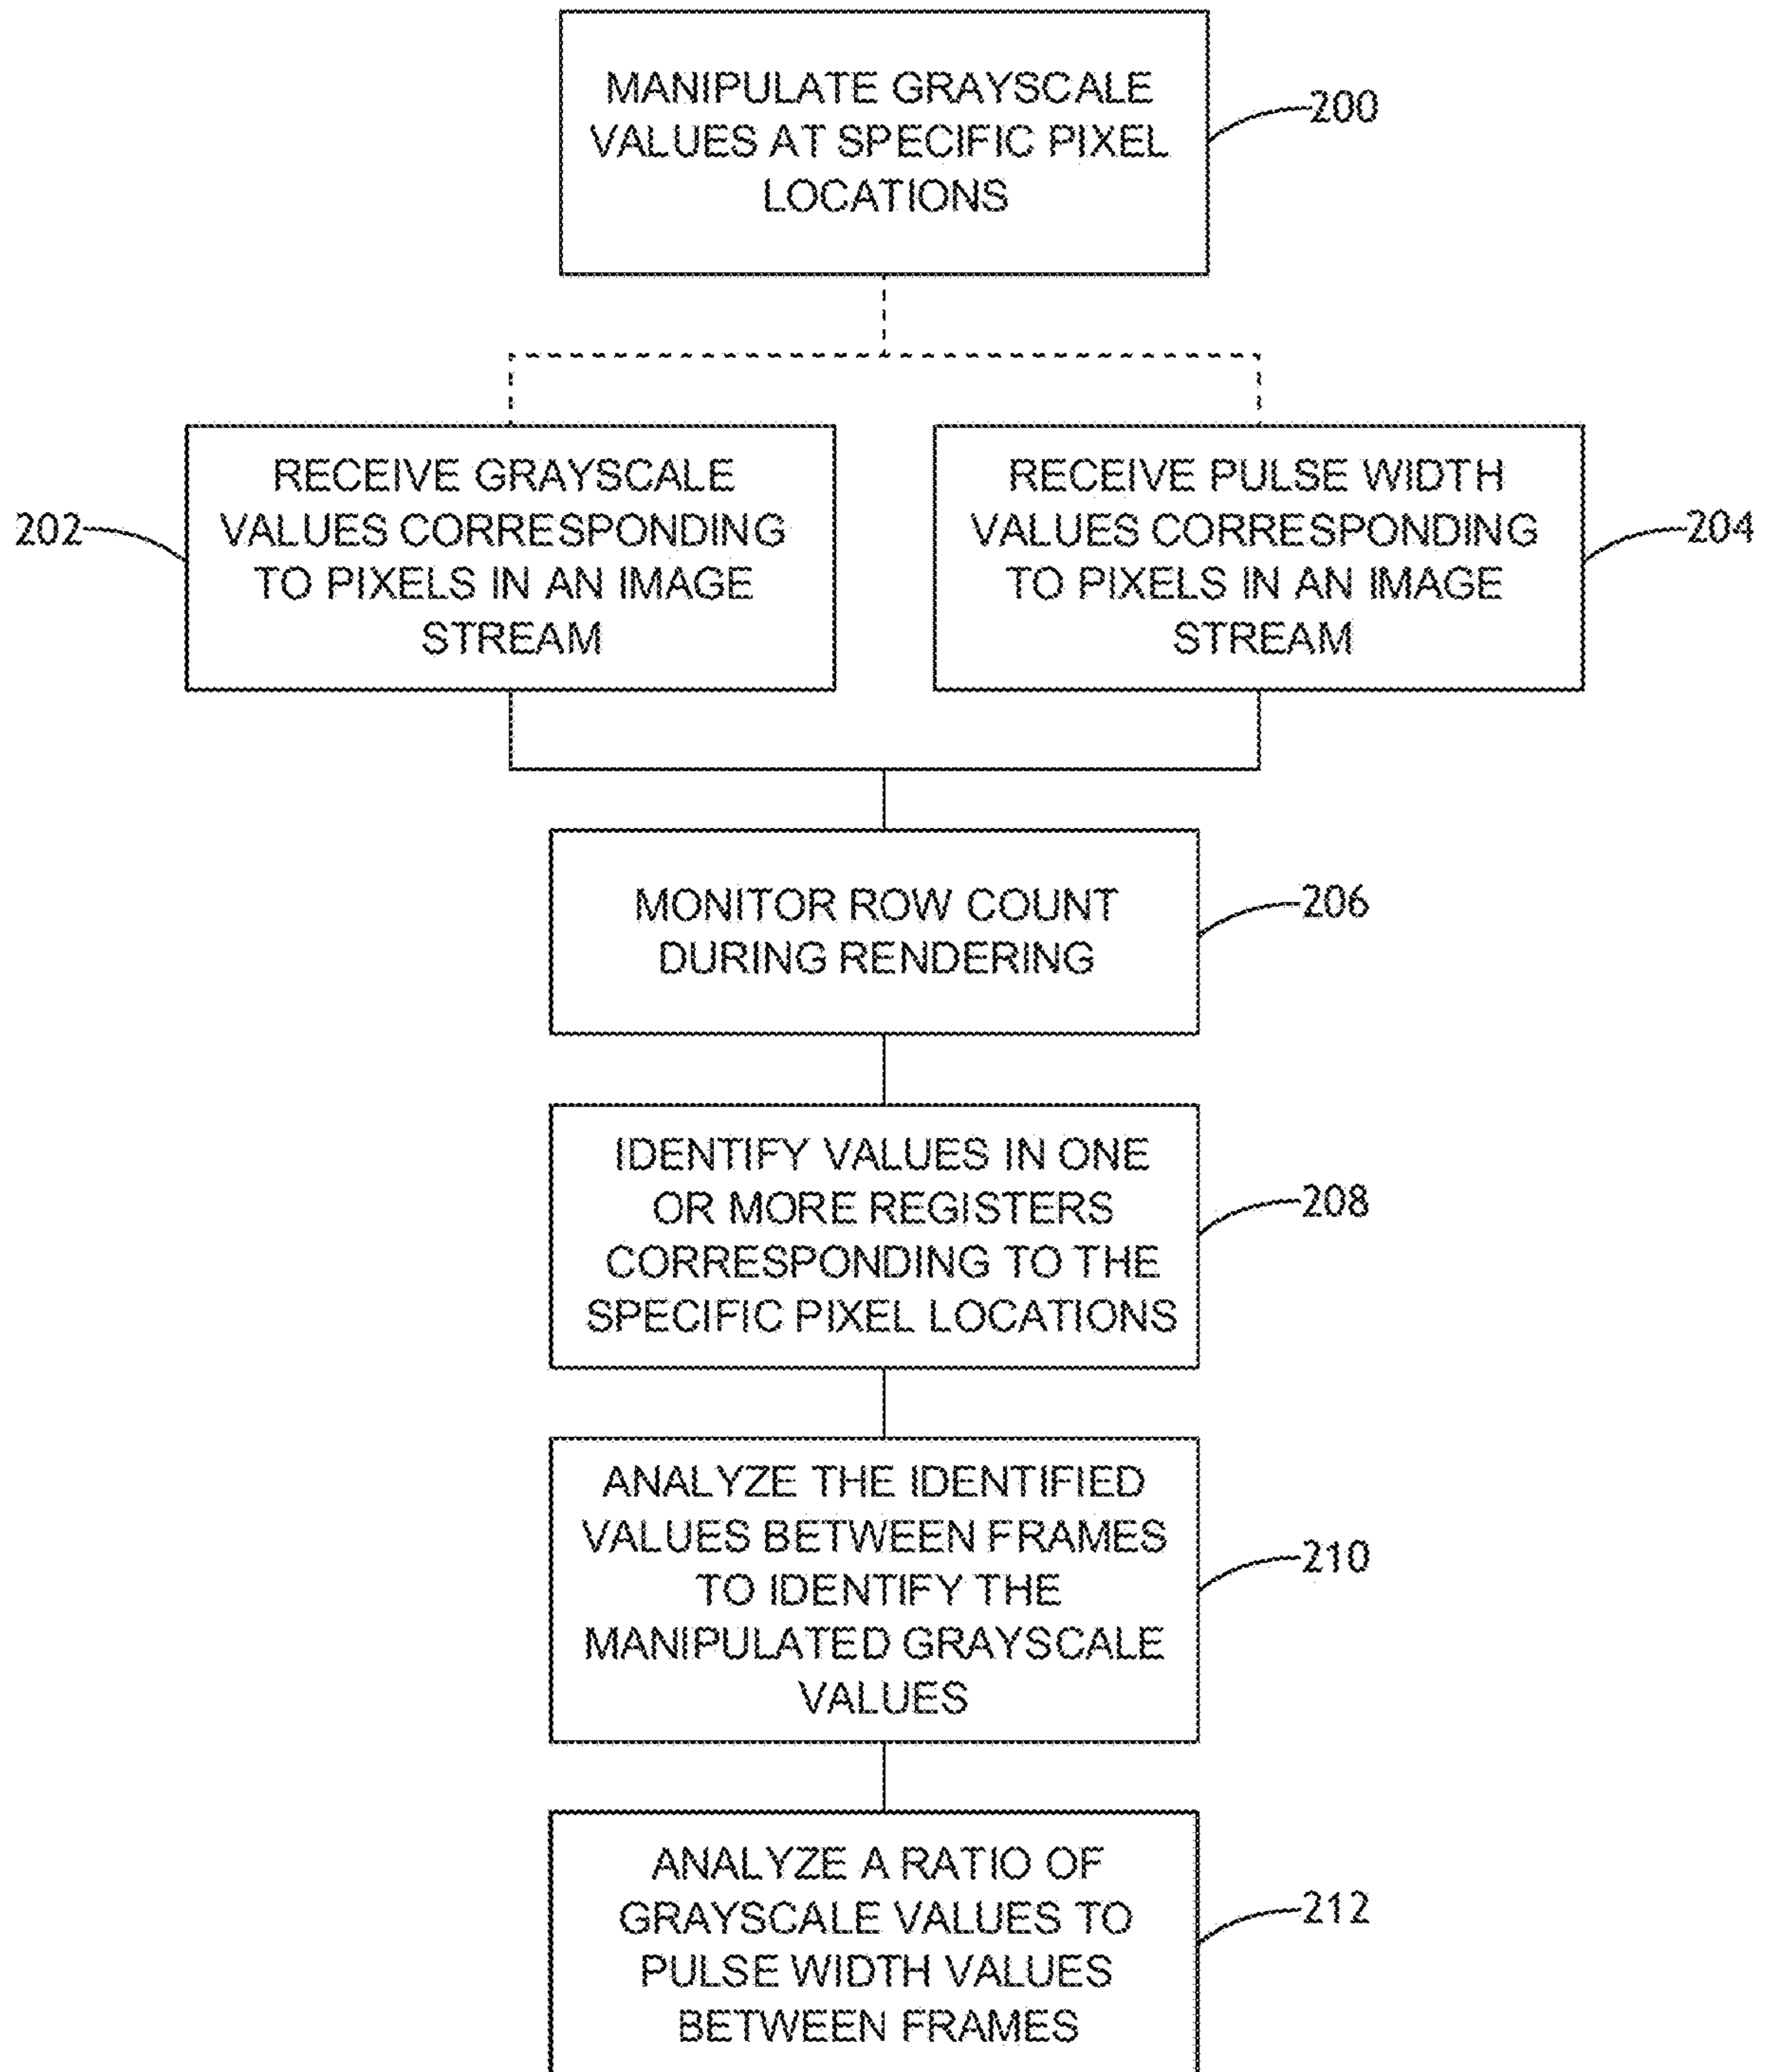 MANIPULATE GRAYSCALE
VALUES AT SPECIFIC PIXEL
LOCATIONS
200
RECEIVE GRAYSCALE
VALUES CORRESPONDING
TO PIXELS IN AN IMAGE
STREAM
202
RECEIVE PULSE WIDTH
VALUES CORRESPONDING
TO PIXELS IN AN IMAGE
STREAM
204
MONITOR ROW COUNT
DURING RENDERING
206
IDENTIFY VALUES IN ONE
OR MORE REGISTERS
CORRESPONDING TO THE
SPECIFIC PIXEL LOCATIONS
208
ANALYZE THE IDENTIFIED
VALUES BETWEEN FRAMES
TO IDENTIFY THE
MANIPULATED GRAYSCALE
VALUES
210
ANALYZE A RATIO OF
GRAYSCALE VALUES TO
PULSE WIDTH VALUES
BETWEEN FRAMES
212